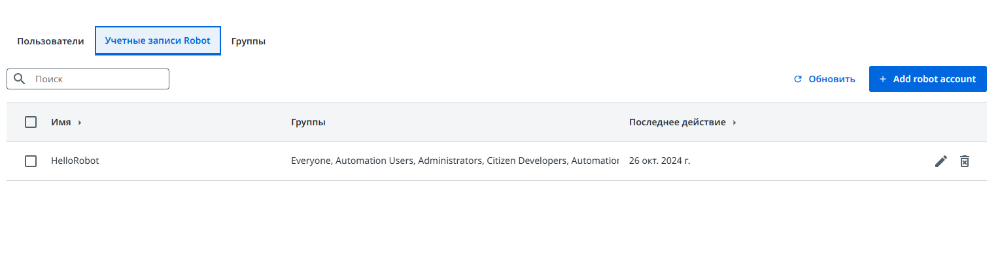 Пользователи Учетные записи Robot Группы
Поиск Обновить + Add robot account
Имя Группы Последнее действие
HelloRobot Everyone, Automation Users, Administrators, Citizen Developers, 26 окт. 2024 г.